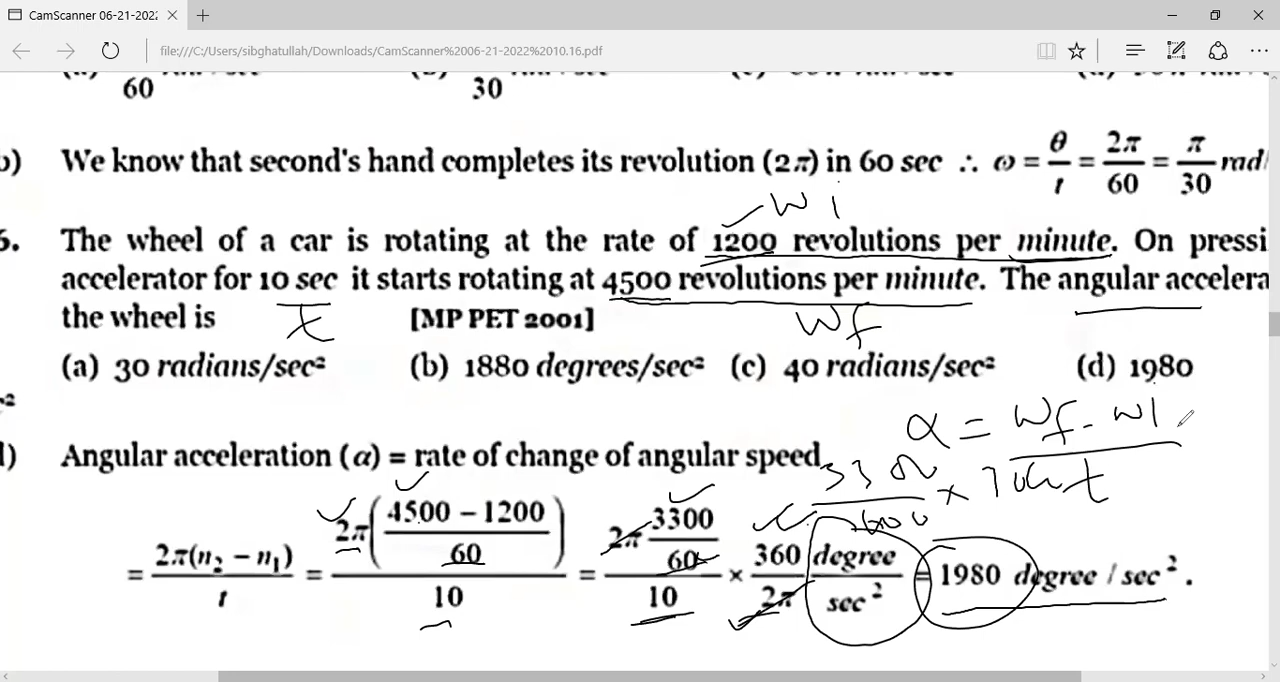 CamScanner 06-21-202
file:///C:/Users/sibghatullah/Downloads/CamScanner%2006-21-2022%2010.16.pdf
60 30
We know that second's hand completes its revolution (2π) in 60 sec ∴ ω = θ/t = 2π/60 = π/30 rad
wi
The wheel of a car is rotating at the rate of 1200 revolutions per minute. On pressi
accelerator for 10 sec it starts rotating at 4500 revolutions per minute. The angular accelera
the wheel is t [MP PET 2001] wf
(a) 30 radians/sec² (b) 1880 degrees/sec² (c) 40 radians/sec² (d) 1980
α = wf - wi / t
Angular acceleration (α) = rate of change of angular speed
= 2π(n₂ − n₁)/t = 2π((4500 − 1200)/60)/10 = (2π 3300/60)/10 × 360/2π degree/sec² = 1980 degree / sec².